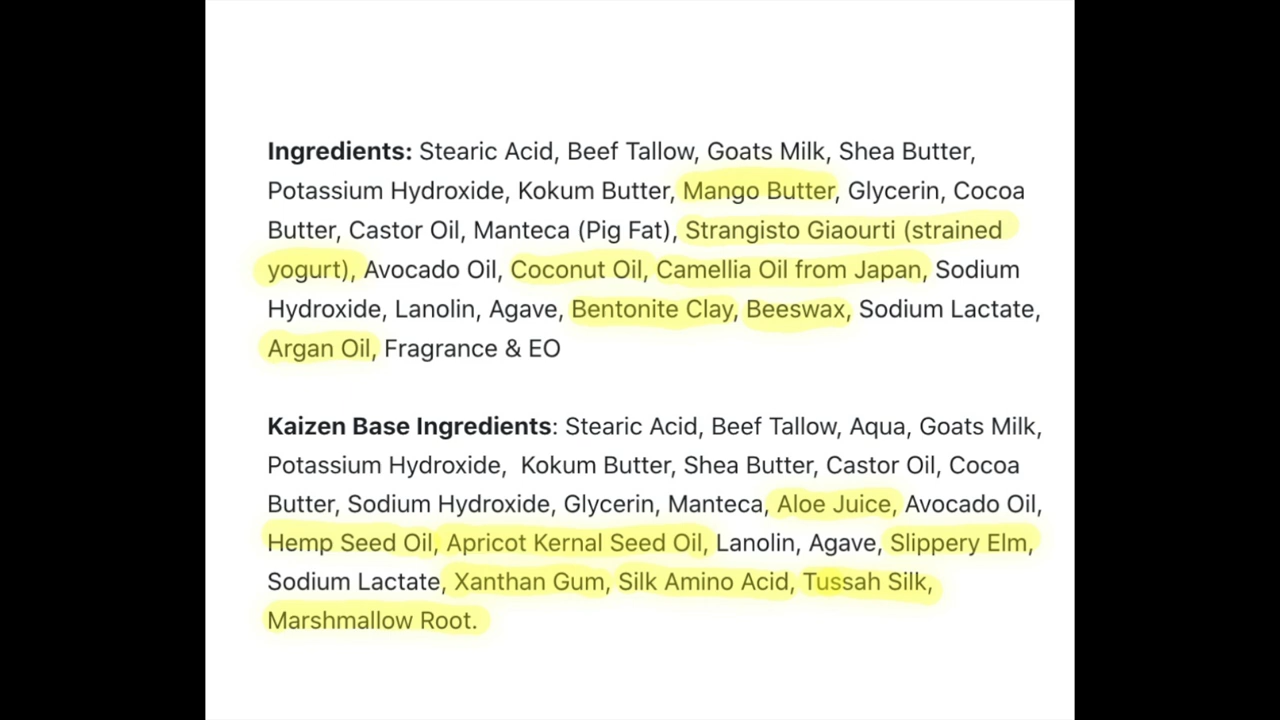 Ingredients: Stearic Acid, Beef Tallow, Goats Milk, Shea Butter,
Potassium Hydroxide, Kokum Butter, Mango Butter, Glycerin, Cocoa
Butter, Castor Oil, Manteca (Pig Fat), Strangisto Giaourti (strained
yogurt), Avocado Oil, Coconut Oil, Camellia Oil from Japan, Sodium
Hydroxide, Lanolin, Agave, Bentonite Clay, Beeswax, Sodium Lactate,
Argan Oil, Fragrance & EO
Kaizen Base Ingredients: Stearic Acid, Beef Tallow, Aqua, Goats Milk,
Potassium Hydroxide,  Kokum Butter, Shea Butter, Castor Oil, Cocoa
Butter, Sodium Hydroxide, Glycerin, Manteca, Aloe Juice, Avocado Oil,
Hemp Seed Oil, Apricot Kernal Seed Oil, Lanolin, Agave, Slippery Elm,
Sodium Lactate, Xanthan Gum, Silk Amino Acid, Tussah Silk,
Marshmallow Root.